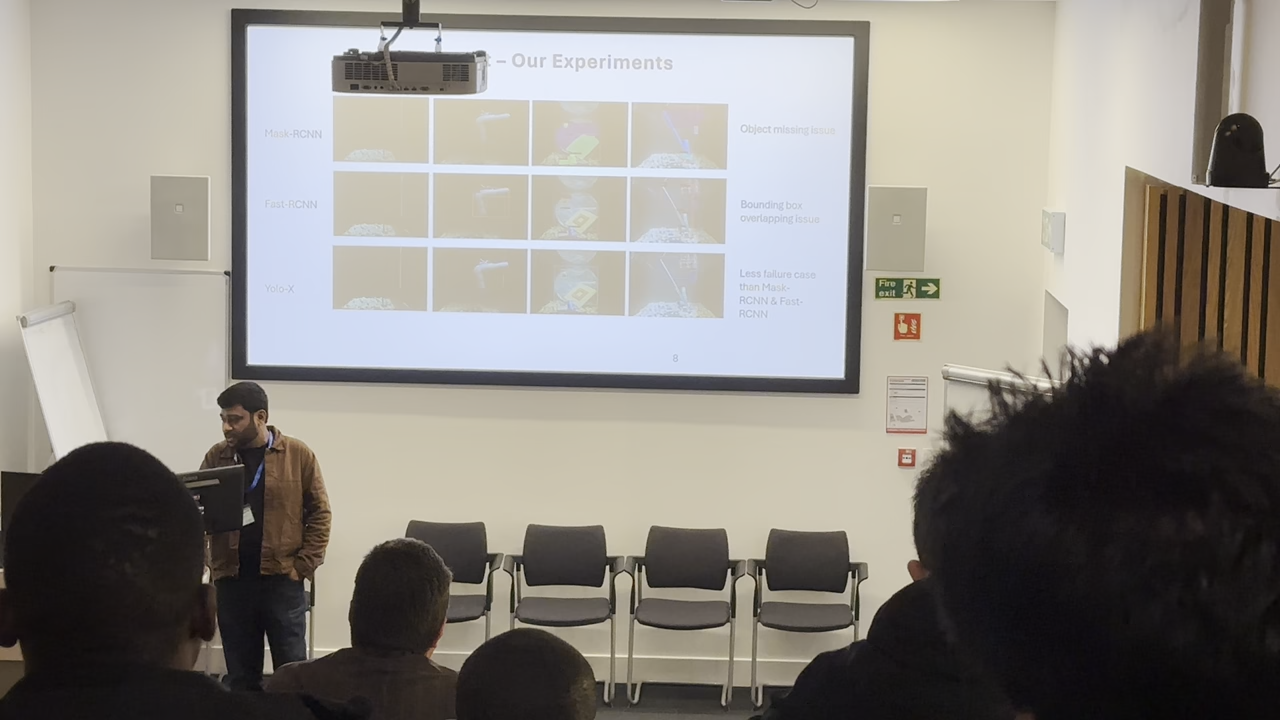 – Our Experiments
Mask-RCNN
Object missing issue
Fast-RCNN
Bounding box
overlapping issue
Yolo-X
Less failure case
than Mask-
RCNN & Fast-
RCNN
8
Fire
exit